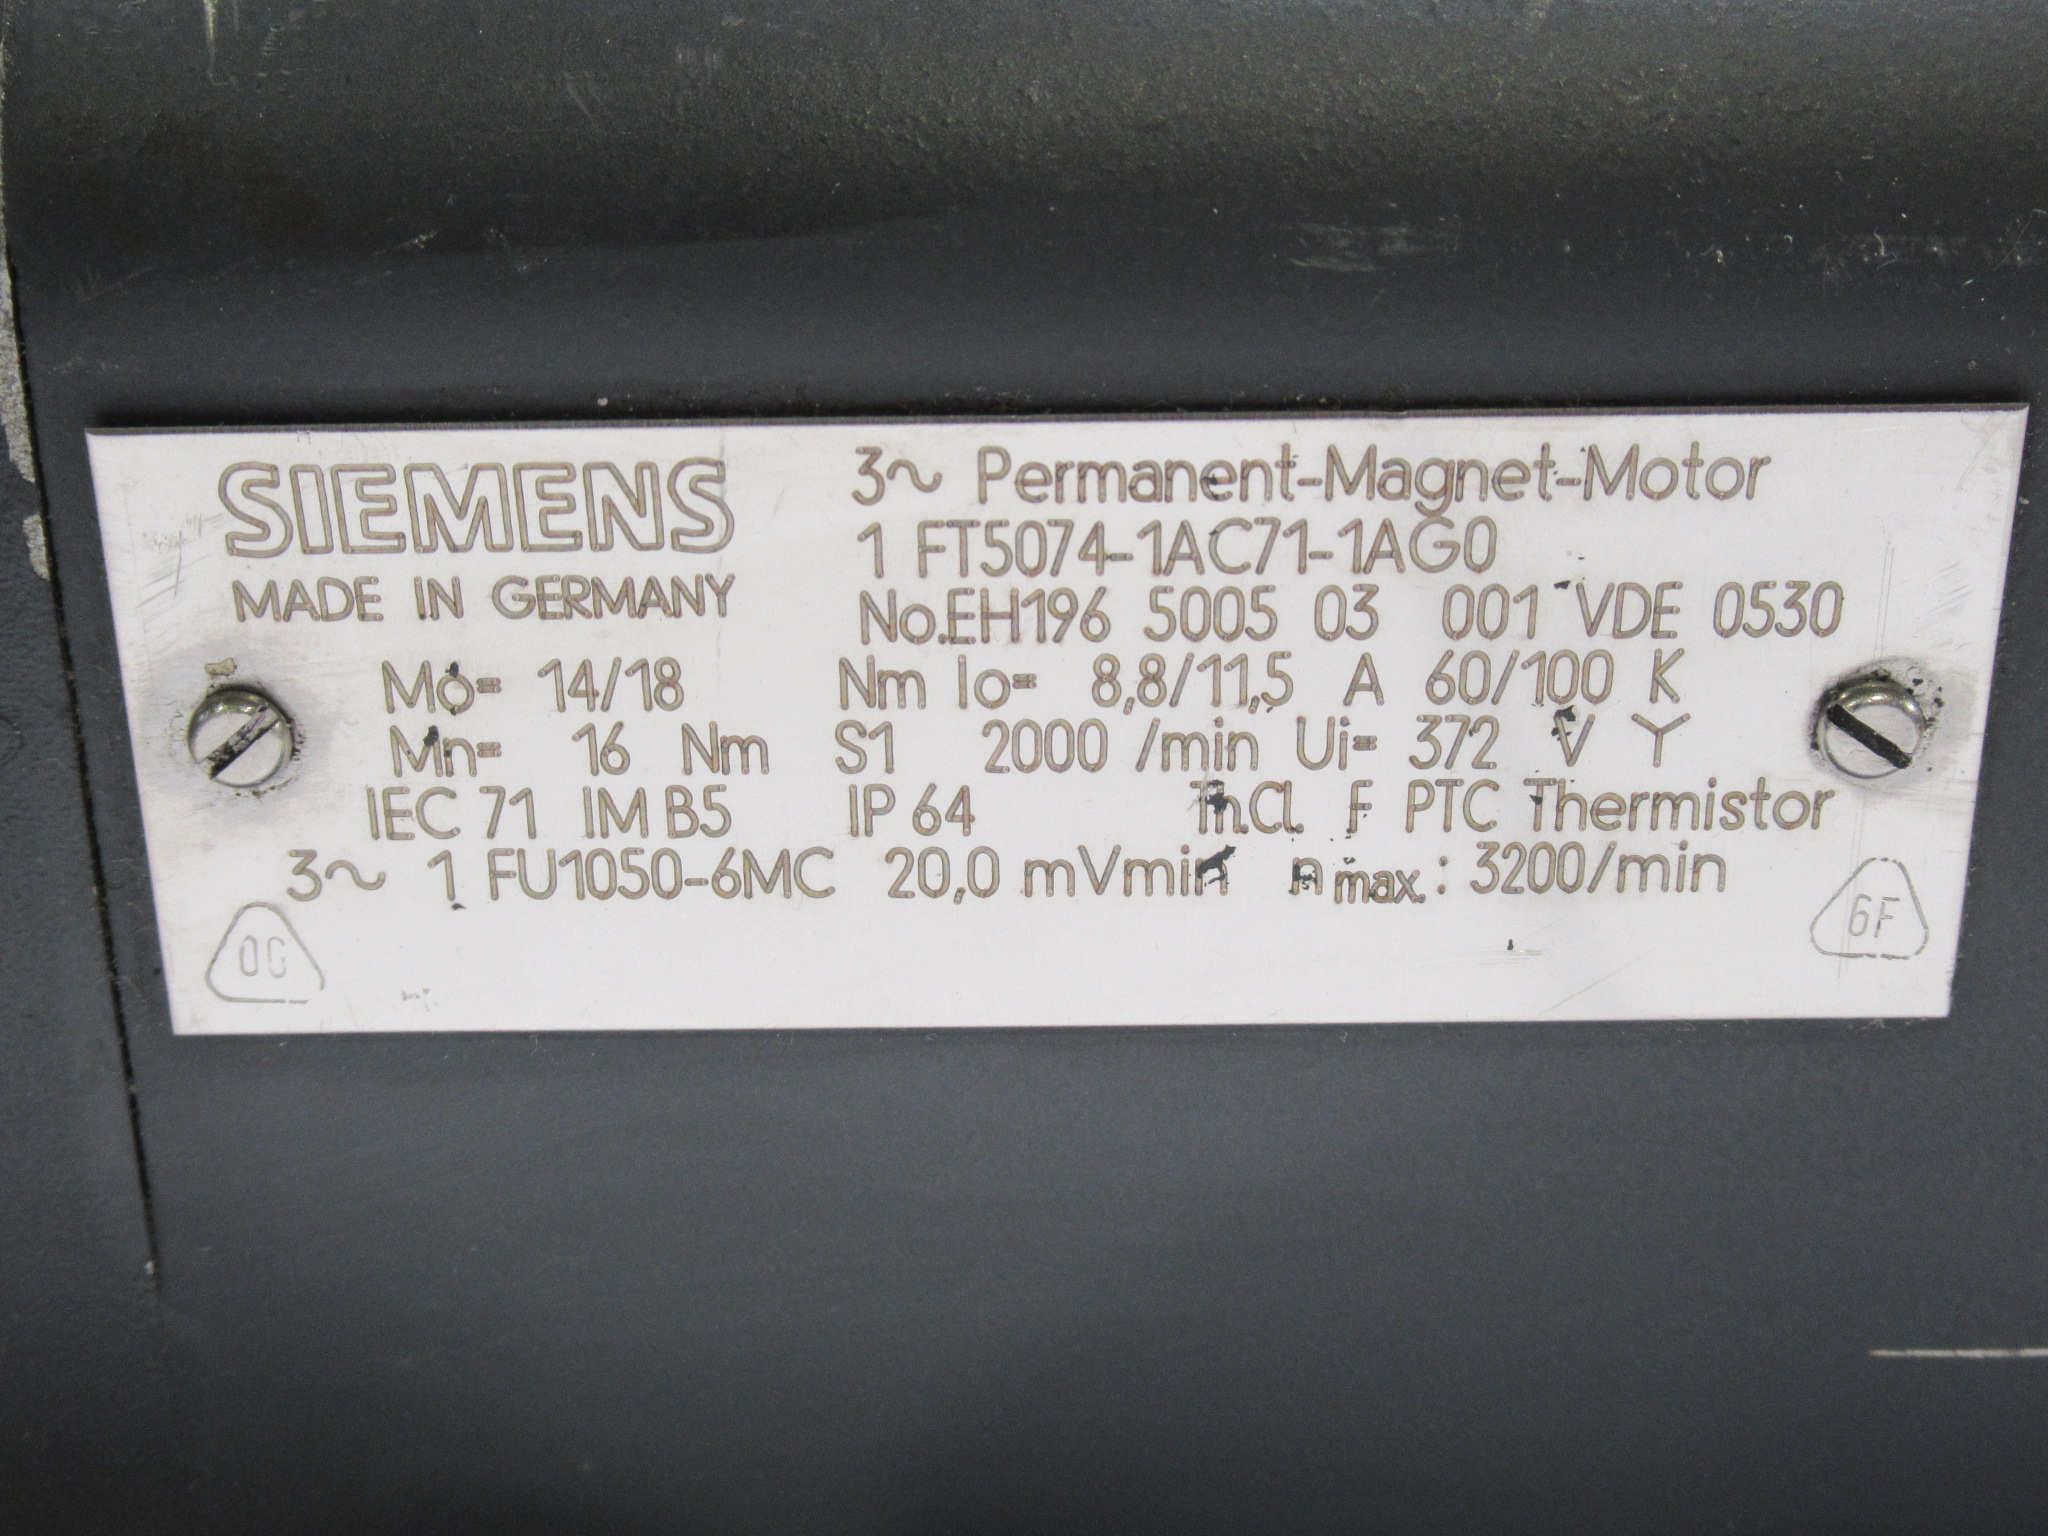 SIEMENS
MADE IN GERMANY
3~ Permanent-Magnet-Motor
1 FT5074-1AC71-1AG0
No.EH196 5005 03 001 VDE 0530
Mo= 14/18 Nm Io= 8,8/11,5 A 60/100 K
Mn= 16 Nm S1 2000 /min Ui= 372 V Y
IEC 71 IM B5 IP 64 Th.Cl. F PTC Thermistor
3~ 1 FU1050-6MC 20,0 mVmin n max.: 3200/min
6F